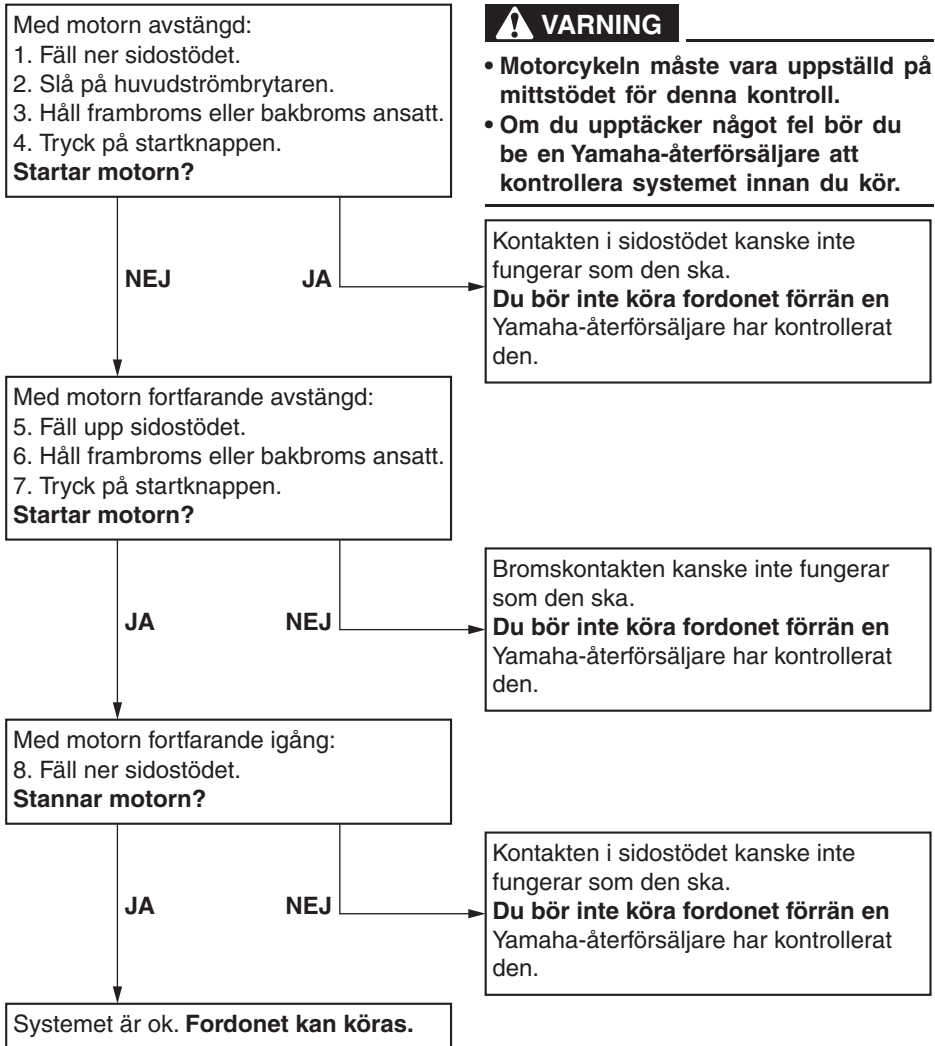 Med motorn avstängd:
1. Fäll ner sidostödet.
2. Slå på huvudströmbrytaren.
3. Håll frambroms eller bakbroms ansatt.
4. Tryck på startknappen.
Startar motorn?
VARNING
• Motorcykeln måste vara uppställd på
mittstödet för denna kontroll.
• Om du upptäcker något fel bör du
be en Yamaha-återförsäljare att
kontrollera systemet innan du kör.
NEJ
JA
Kontakten i sidostödet kanske inte
fungerar som den ska.
Du bör inte köra fordonet förrän en
Yamaha-återförsäljare har kontrollerat
den.
Med motorn fortfarande avstängd:
5. Fäll upp sidostödet.
6. Håll frambroms eller bakbroms ansatt.
7. Tryck på startknappen.
Startar motorn?
JA
NEJ
Bromskontakten kanske inte fungerar
som den ska.
Du bör inte köra fordonet förrän en
Yamaha-återförsäljare har kontrollerat
den.
Med motorn fortfarande igång:
8. Fäll ner sidostödet.
Stannar motorn?
JA
NEJ
Kontakten i sidostödet kanske inte
fungerar som den ska.
Du bör inte köra fordonet förrän en
Yamaha-återförsäljare har kontrollerat
den.
Systemet är ok. Fordonet kan köras.